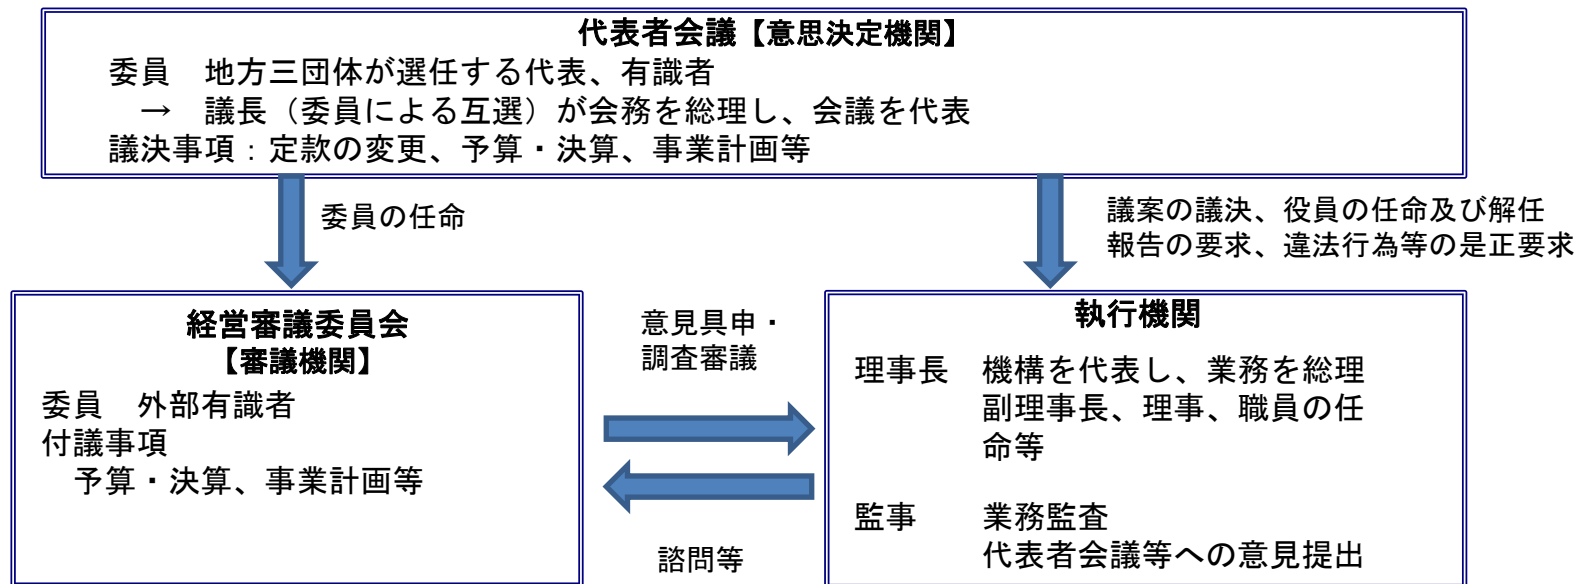 代表者会議【意思決定機関】
委員　地方三団体が選任する代表、有識者
→　議長（委員による互選）が会務を総理し、会議を代表
議決事項：定款の変更、予算・決算、事業計画等
委員の任命
議案の議決、役員の任命及び解任
報告の要求、違法行為等の是正要求
経営審議委員会
【審議機関】
委員　外部有識者
付議事項
予算・決算、事業計画等
意見具申・
調査審議
諮問等
執行機関
理事長　機構を代表し、業務を総理
副理事長、理事、職員の任
命等
監事　業務監査
代表者会議等への意見提出